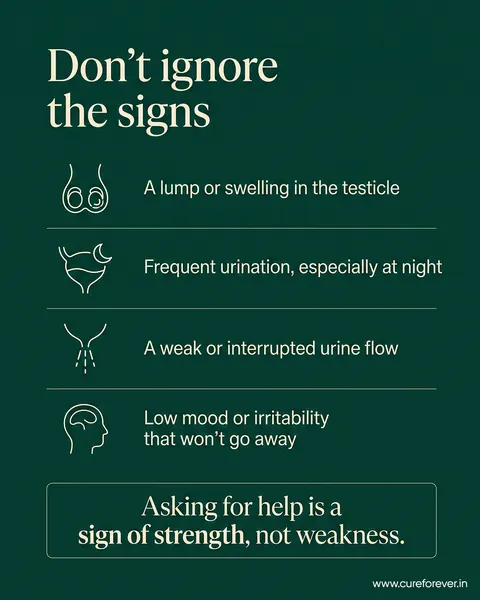 Don’t ignore
the signs
A lump or swelling in the testicle
Frequent urination, especially at night
A weak or interrupted urine flow
Low mood or irritability
that won’t go away
Asking for help is a
sign of strength, not weakness.
www.cureforever.in